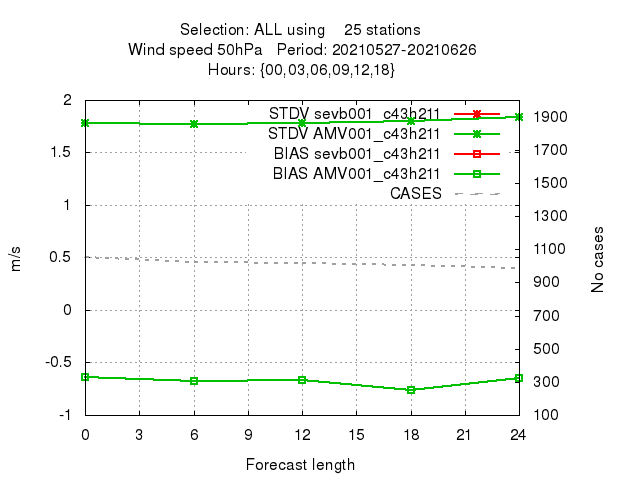 Selection: ALL using 25 stations
Wind speed 50hPa Period: 20210527-20210626
Hours: {00,03,06,09,12,18}
STDV sevb001_c43h211
STDV AMV001_c43h211
BIAS sevb001_c43h211
BIAS AMV001_c43h211
CASES
2
1.5
1
0.5
0
-0.5
-1
m/s
1900
1700
1500
1300
1100
900
700
500
300
100
No cases
0 3 6 9 12 15 18 21 24
Forecast length